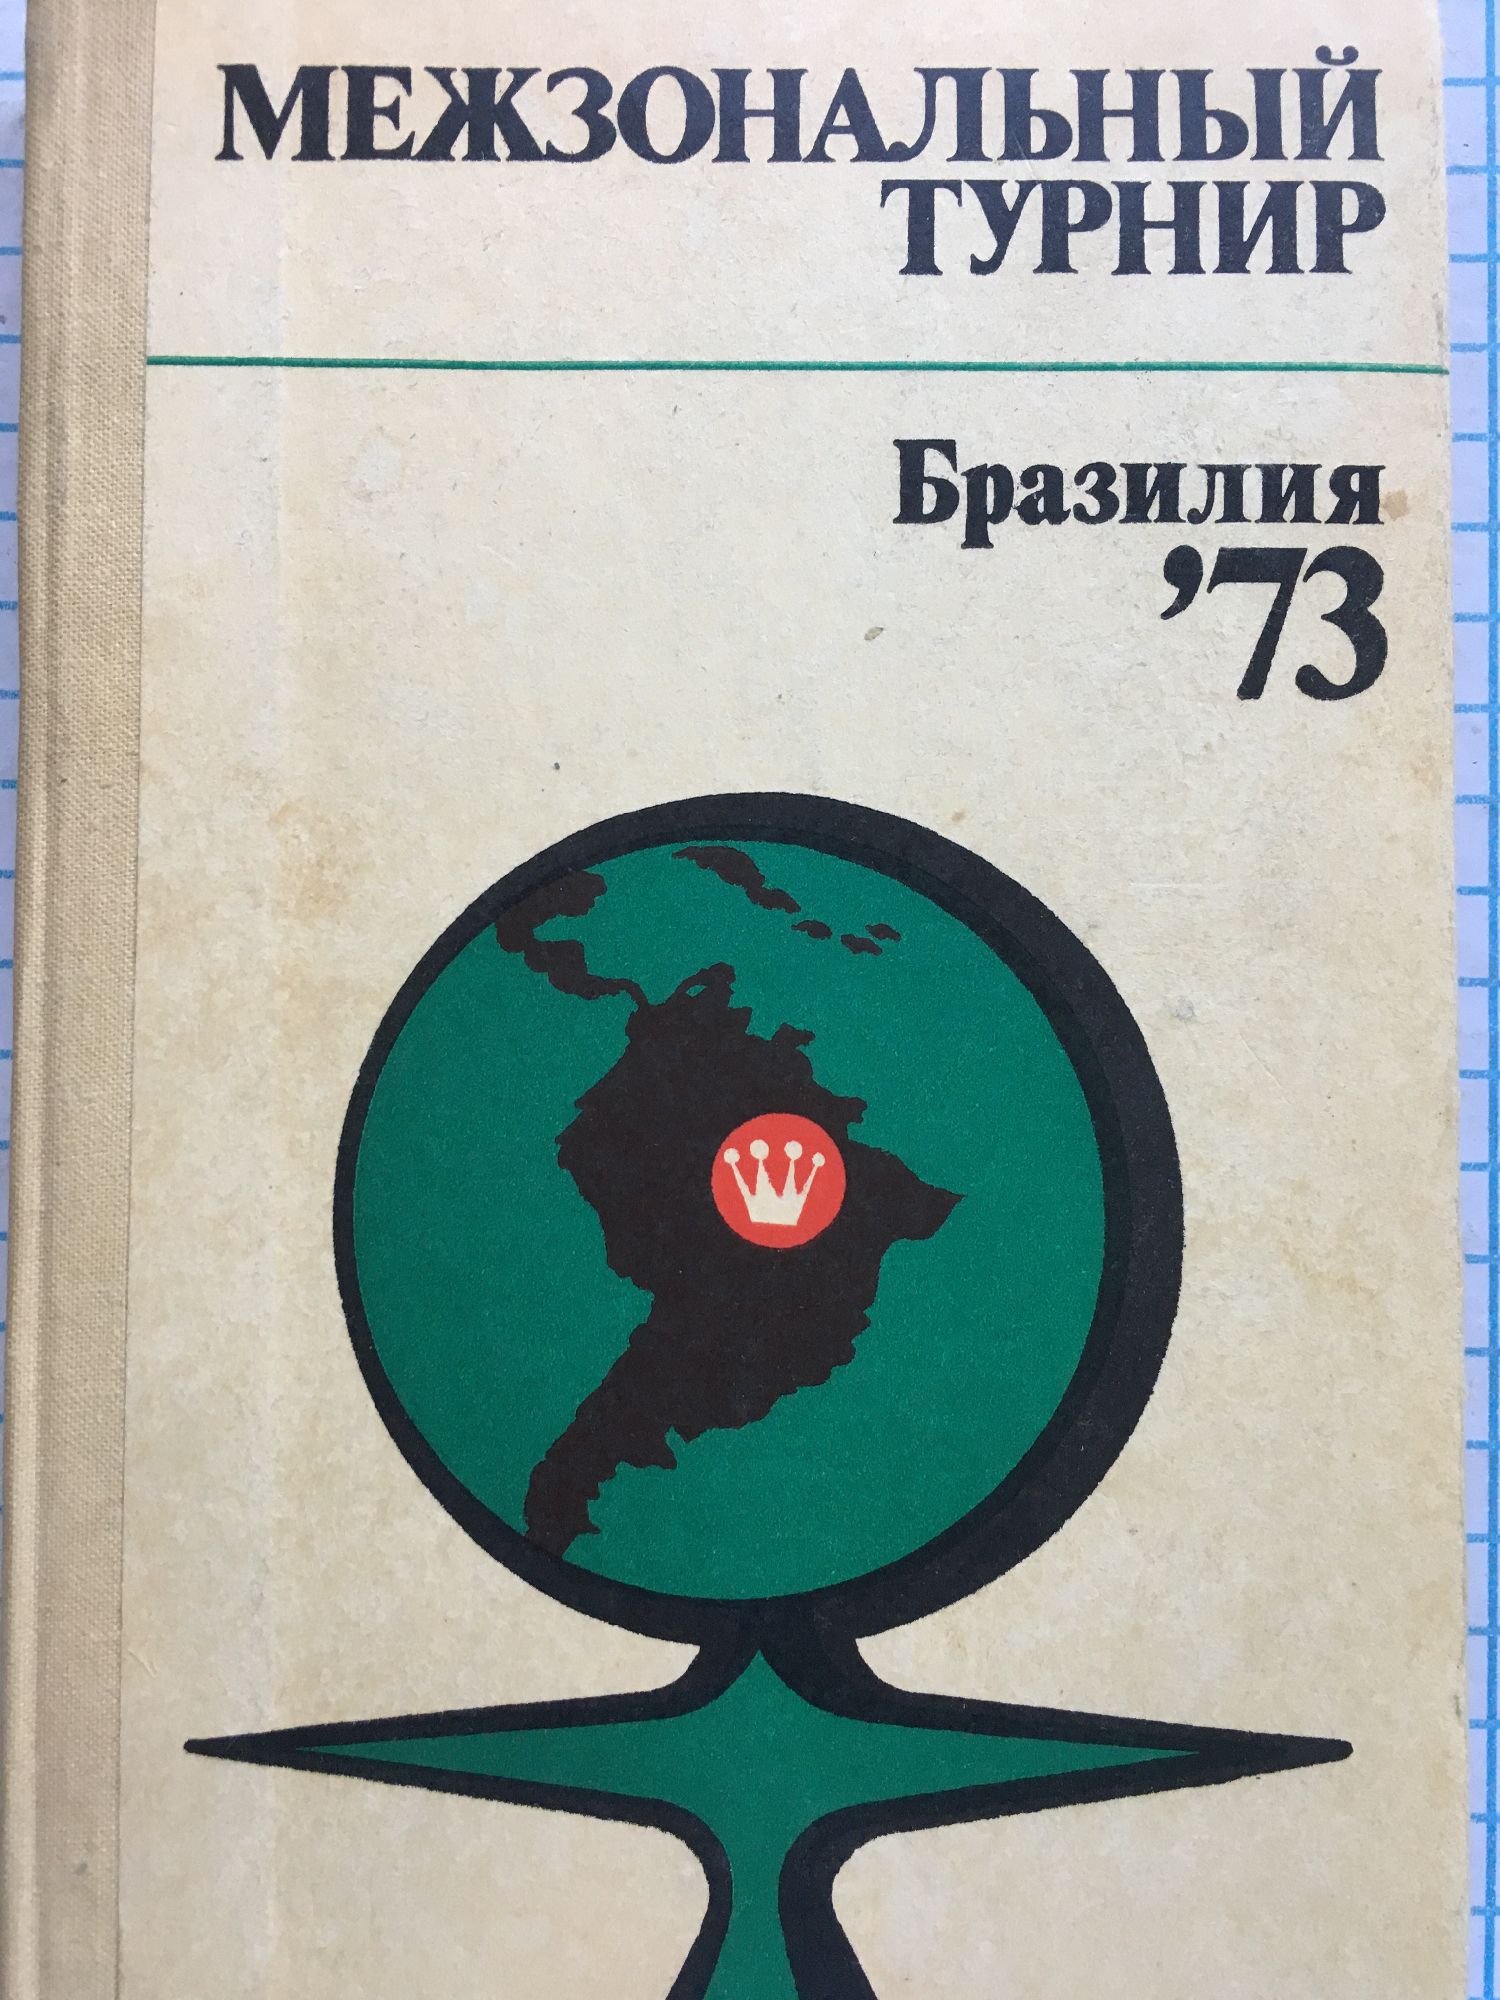 МЕЖЗОНАЛЬНЫЙ
ТУРНИР
Бразилия
’73